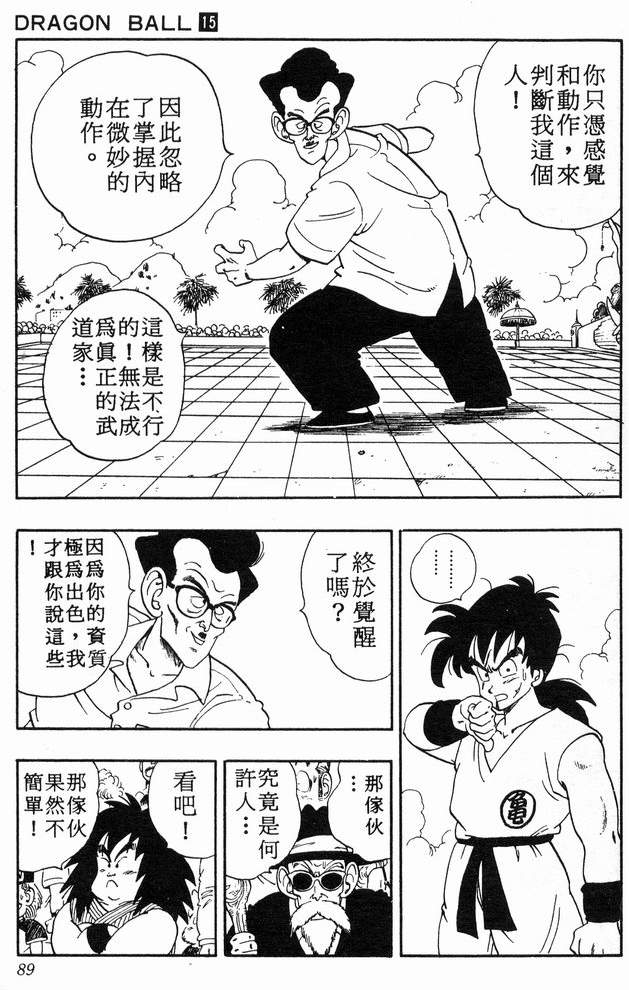 DRAGON BALL 15
你只憑感覺
和動作，來
判斷我這個
人！
因此忽略
了掌握內
在微妙的
動作。
這樣是不行
的！無法成
為眞正的武
道家…
……
龜
終於覺醒
了嗎？
因為你的資質
極為出色，我
才跟你說這些
！
那傢伙
…
究竟是何
許人…
看吧！
那傢伙
果然不
簡單！
89